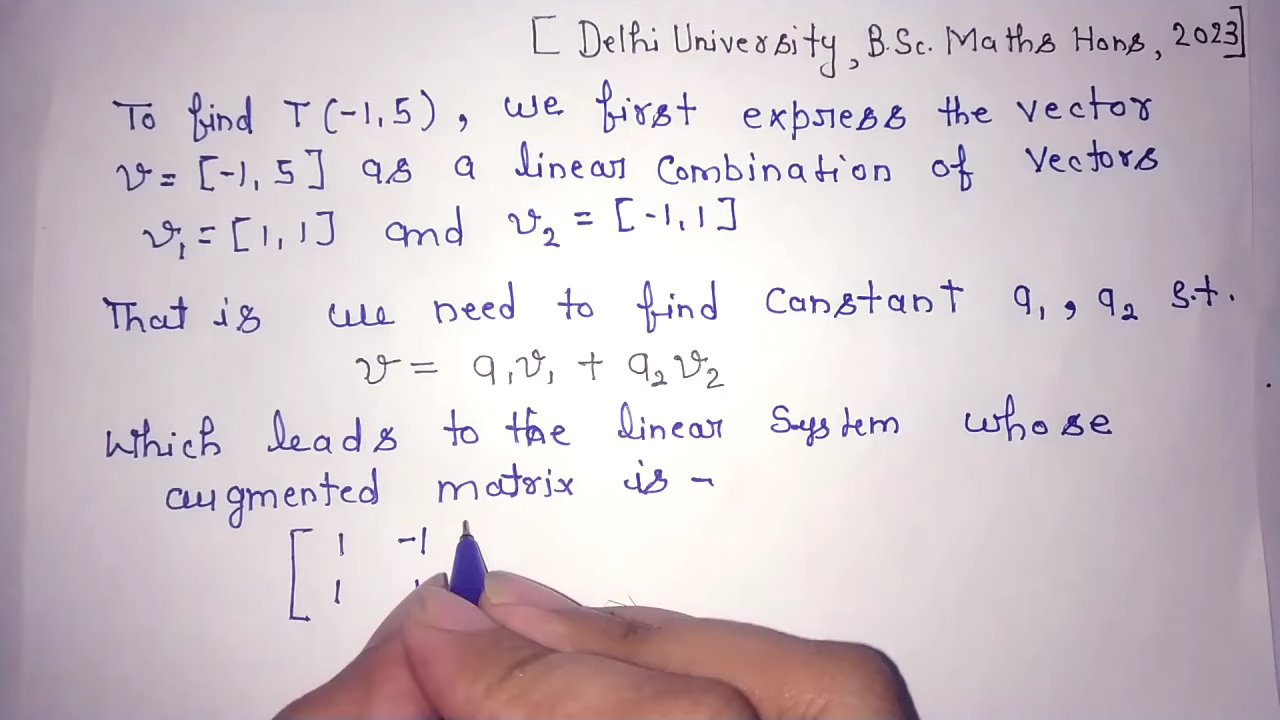 [ Delhi University, B.Sc. Maths Hons, 2023]
To find T(-1,5), we first express the vector
v = [-1, 5] as a linear Combination of Vectors
v₁ = [1, 1] and v₂ = [-1, 1]
That is we need to find Constant a₁, a₂ s.t.
v = a₁v₁ + a₂v₂
which leads to the linear System whose
augmented matrix is -
[ 1 -1
1 1